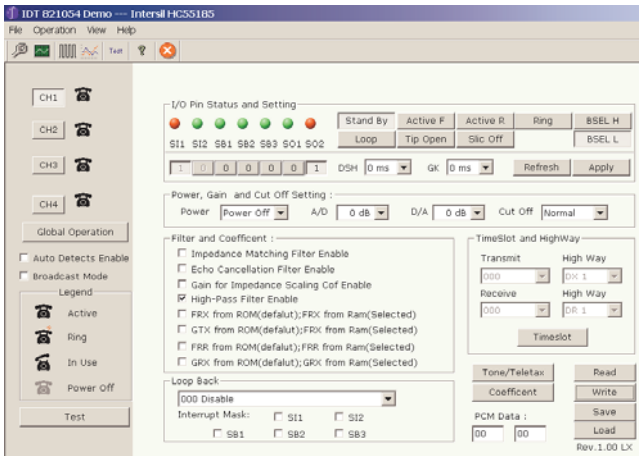 IDT 821054 Demo --- Intersil HC55185
File Operation View Help
Test ?
CH1
CH2
CH3
CH4
Global Operation
Auto Detects Enable
Broadcast Mode
Legend
Active
Ring
In Use
Power Off
Test
I/O Pin Status and Setting
SI1 SI2 SB1 SB2 SB3 SO1 SO2
Stand By Active F Active R Ring BSEL H
Loop Tip Open Slic Off BSEL L
1 0 0 0 0 0 1 DSH 0 ms GK 0 ms Refresh Apply
Power, Gain and Cut Off Setting :
Power Power Off A/D 0 dB D/A 0 dB Cut Off Normal
Filter and Coefficent : 
Impedance Matching Filter Enable
Echo Cancellation Filter Enable
Gain for Impedance Scaling Cof Enable
High-Pass Filter Enable
FRX from ROM(defalut);FRX from Ram(Selected)
GTX from ROM(defalut);FRX from Ram(Selected)
FRR from ROM(defalut);FRR from Ram(Selected)
GRX from ROM(defalut);GRX from Ram(Selected)
TimeSlot and HighWay
Transmit High Way
000 DX 1
Receive High Way
000 DR 1
Timeslot
Loop Back
000 Disable
Interrupt Mask: SI1 SI2
SB1 SB2 SB3
Tone/Teletax Read
Coefficent Write
PCM Data : Save
00 00 Load
Rev.1.00 LX